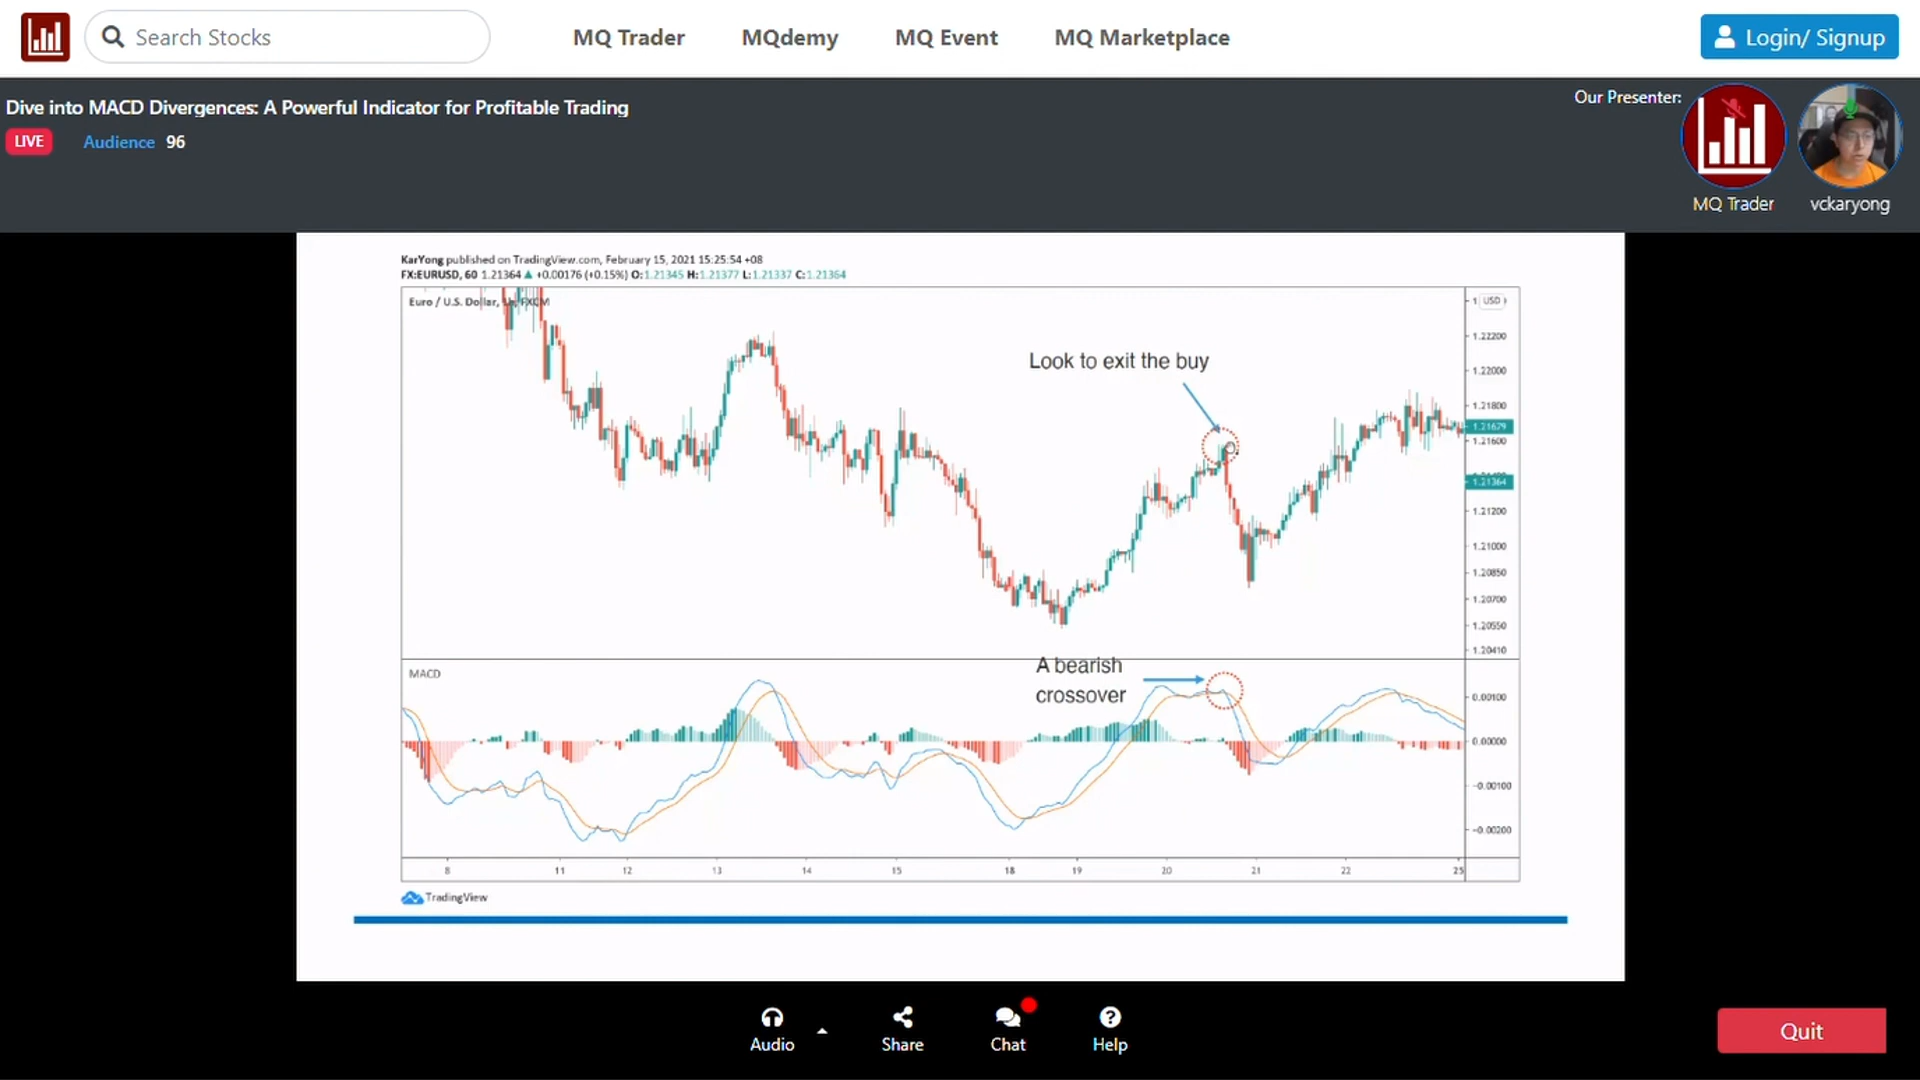 Search Stocks
MQ Trader
MQdemy
MQ Event
MQ Marketplace
Login/ Signup
Dive into MACD Divergences: A Powerful Indicator for Profitable Trading
LIVE
Audience 96
Our Presenter:
MQ Trader
vckaryong
KarYong published on TradingView.com, February 15, 2021 15:25:54 +08
FX:EURUSD, 60 1.21364 ▲ +0.00176 (+0.15%) O:1.21345 H:1.21377 L:1.21337 C:1.21364
Euro / U.S. Dollar, 1h, FXCM
USD
1.22200
1.22000
1.21800
1.21679
1.21600
1.21364
1.21200
1.21000
1.20850
1.20700
1.20550
1.20410
Look to exit the buy
MACD
A bearish
crossover
0.00100
0.00000
-0.00100
-0.00200
8 11 12 13 14 15 18 19 20 21 22 25
TradingView
Audio
Share
Chat
Help
Quit